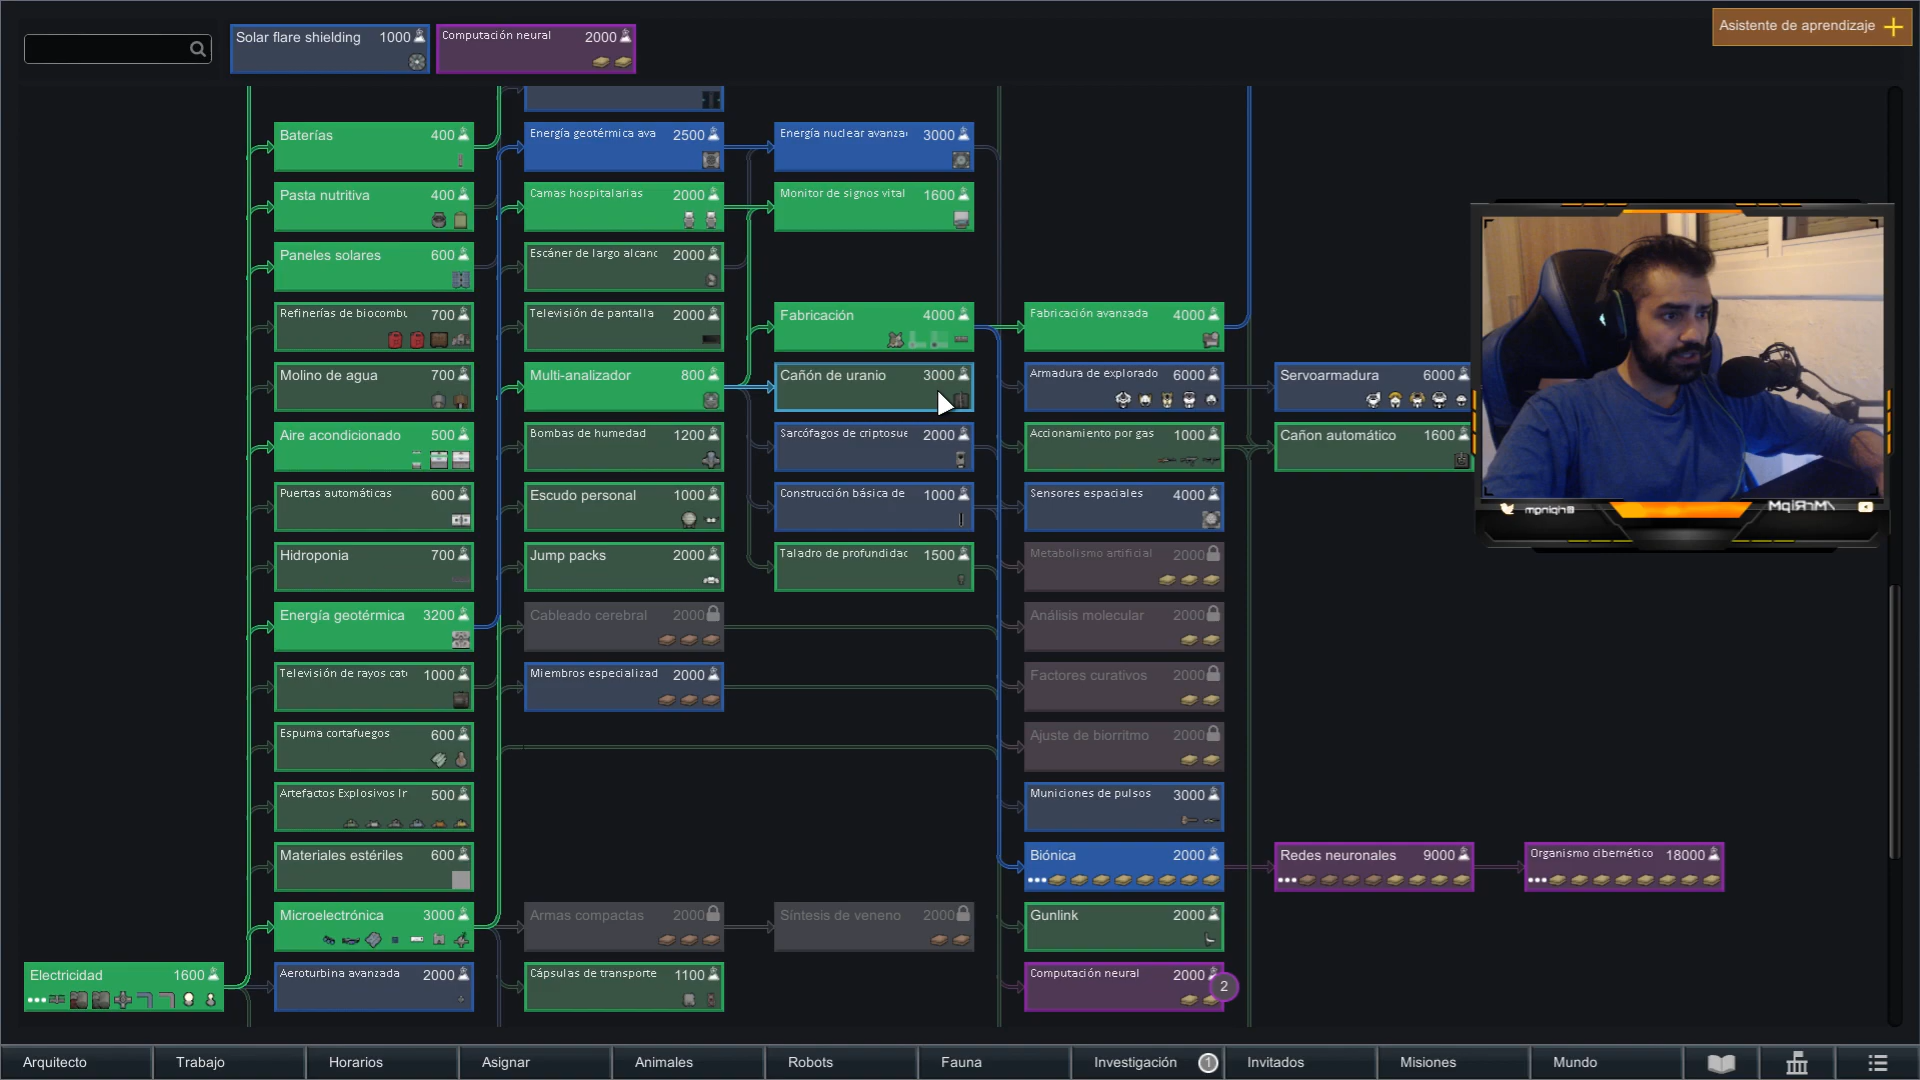 Solar flare shielding 1000
Computación neural 2000
Asistente de aprendizaje
Baterías 400
Energía geotérmica ava 2500
Energía nuclear avanza 3000
Pasta nutritiva 400
Camas hospitalarias 2000
Monitor de signos vital 1600
Paneles solares 600
Escáner de largo alcanc 2000
Refinerías de biocombu 700
Televisión de pantalla 2000
Fabricación 4000
Fabricación avanzada 4000
Molino de agua 700
Multi-analizador 800
Cañón de uranio 3000
Armadura de explorado 6000
Servoarmadura 6000
Aire acondicionado 500
Bombas de humedad 1200
Sarcófagos de criptosue 2000
Accionamiento por gas 1000
Cañon automático 1600
Puertas automáticas 600
Escudo personal 1000
Construcción básica de 1000
Sensores espaciales 4000
Hidroponia 700
Jump packs 2000
Taladro de profundidad 1500
Metabolismo artificial 2000
Energía geotérmica 3200
Cableado cerebral 2000
Análisis molecular 2000
Televisión de rayos cat 1000
Miembros especializad 2000
Factores curativos 2000
Espuma cortafuegos 600
Ajuste de biorritmo 2000
Artefactos Explosivos Ir 500
Municiones de pulsos 3000
Materiales estériles 600
Biónica 2000
Redes neuronales 9000
Organismo cibernético 18000
Microelectrónica 3000
Armas compactas 2000
Síntesis de veneno 2000
Gunlink 2000
Electricidad 1600
Aeroturbina avanzada 2000
Cápsulas de transporte 1100
Computación neural 2000
2
Arquitecto
Trabajo
Horarios
Asignar
Animales
Robots
Fauna
Investigación 1
Invitados
Misiones
Mundo